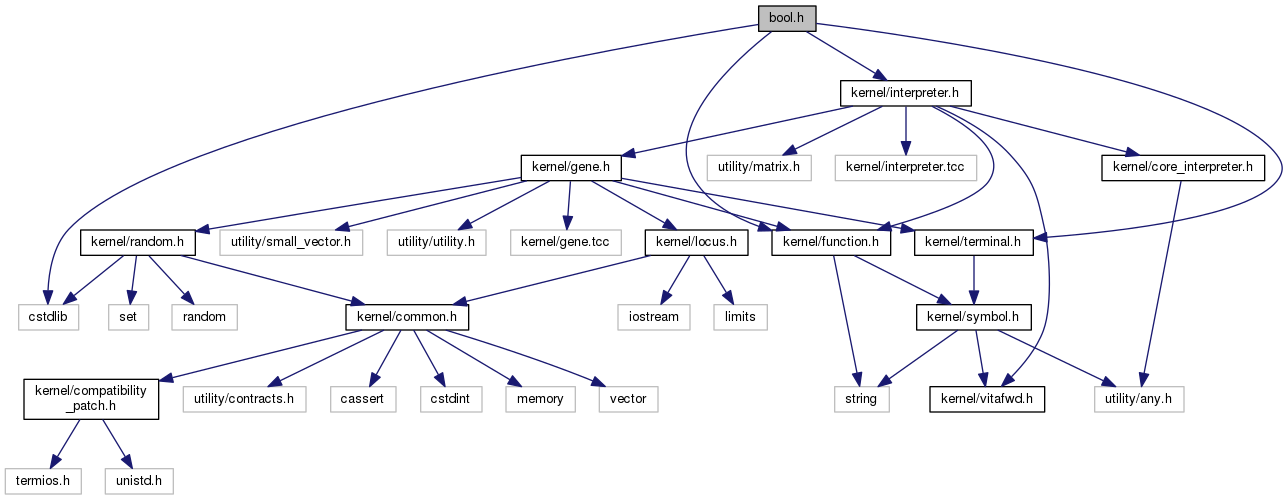 bool.h
kernel/interpreter.h
kernel/gene.h
utility/matrix.h
kernel/interpreter.tcc
kernel/core_interpreter.h
kernel/random.h
utility/small_vector.h
utility/utility.h
kernel/gene.tcc
kernel/locus.h
kernel/function.h
kernel/terminal.h
cstdlib
set
random
kernel/common.h
iostream
limits
kernel/symbol.h
kernel/compatibility
_patch.h
utility/contracts.h
cassert
cstdint
memory
vector
string
kernel/vitafwd.h
utility/any.h
termios.h
unistd.h